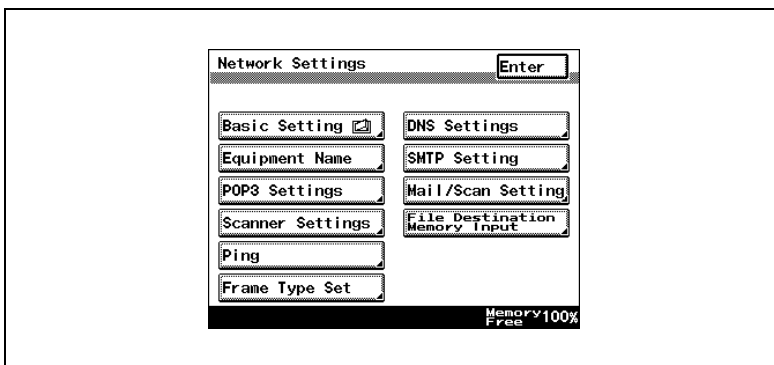 Network Settings
Enter
Basic Setting
DNS Settings
Equipment Name
SMTP Setting
POP3 Settings
Mail/Scan Setting
Scanner Settings
File Destination
Memory Input
Ping
Frame Type Set
Memory
Free 100%